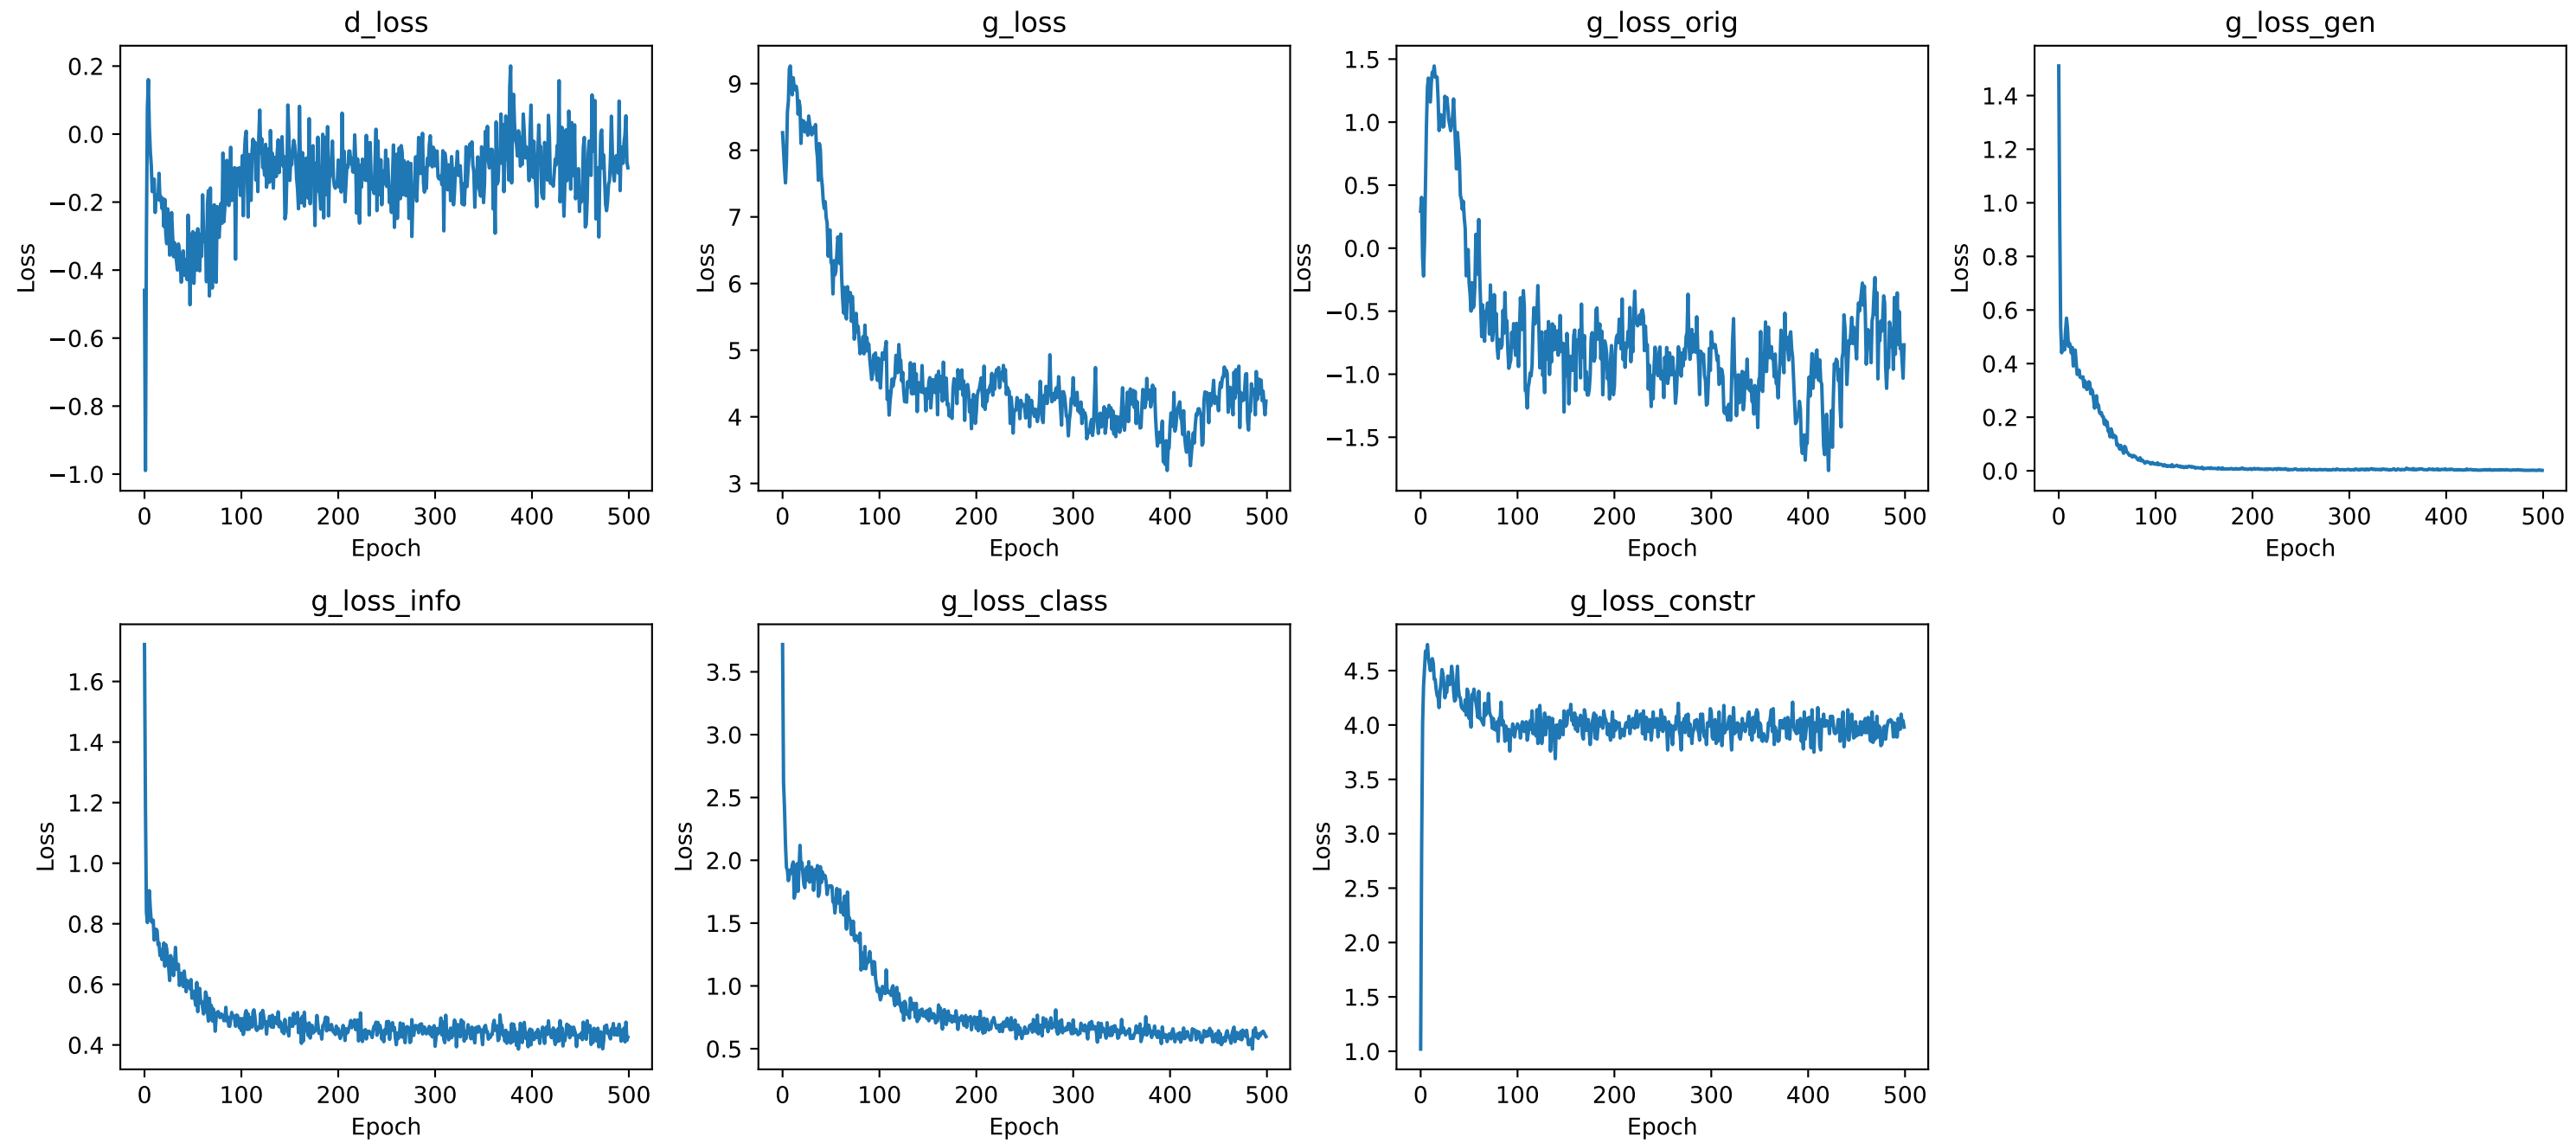 d_loss
0.2
0.0
−0.2
−0.4
−0.6
−0.8
−1.0
Loss
0 100 200 300 400 500
Epoch
g_loss
9
8
7
6
5
4
3
Loss
0 100 200 300 400 500
Epoch
g_loss_orig
1.5
1.0
0.5
0.0
−0.5
−1.0
−1.5
Loss
0 100 200 300 400 500
Epoch
g_loss_gen
1.4
1.2
1.0
0.8
0.6
0.4
0.2
0.0
Loss
0 100 200 300 400 500
Epoch
g_loss_info
1.6
1.4
1.2
1.0
0.8
0.6
0.4
Loss
0 100 200 300 400 500
Epoch
g_loss_class
3.5
3.0
2.5
2.0
1.5
1.0
0.5
Loss
0 100 200 300 400 500
Epoch
g_loss_constr
4.5
4.0
3.5
3.0
2.5
2.0
1.5
1.0
Loss
0 100 200 300 400 500
Epoch